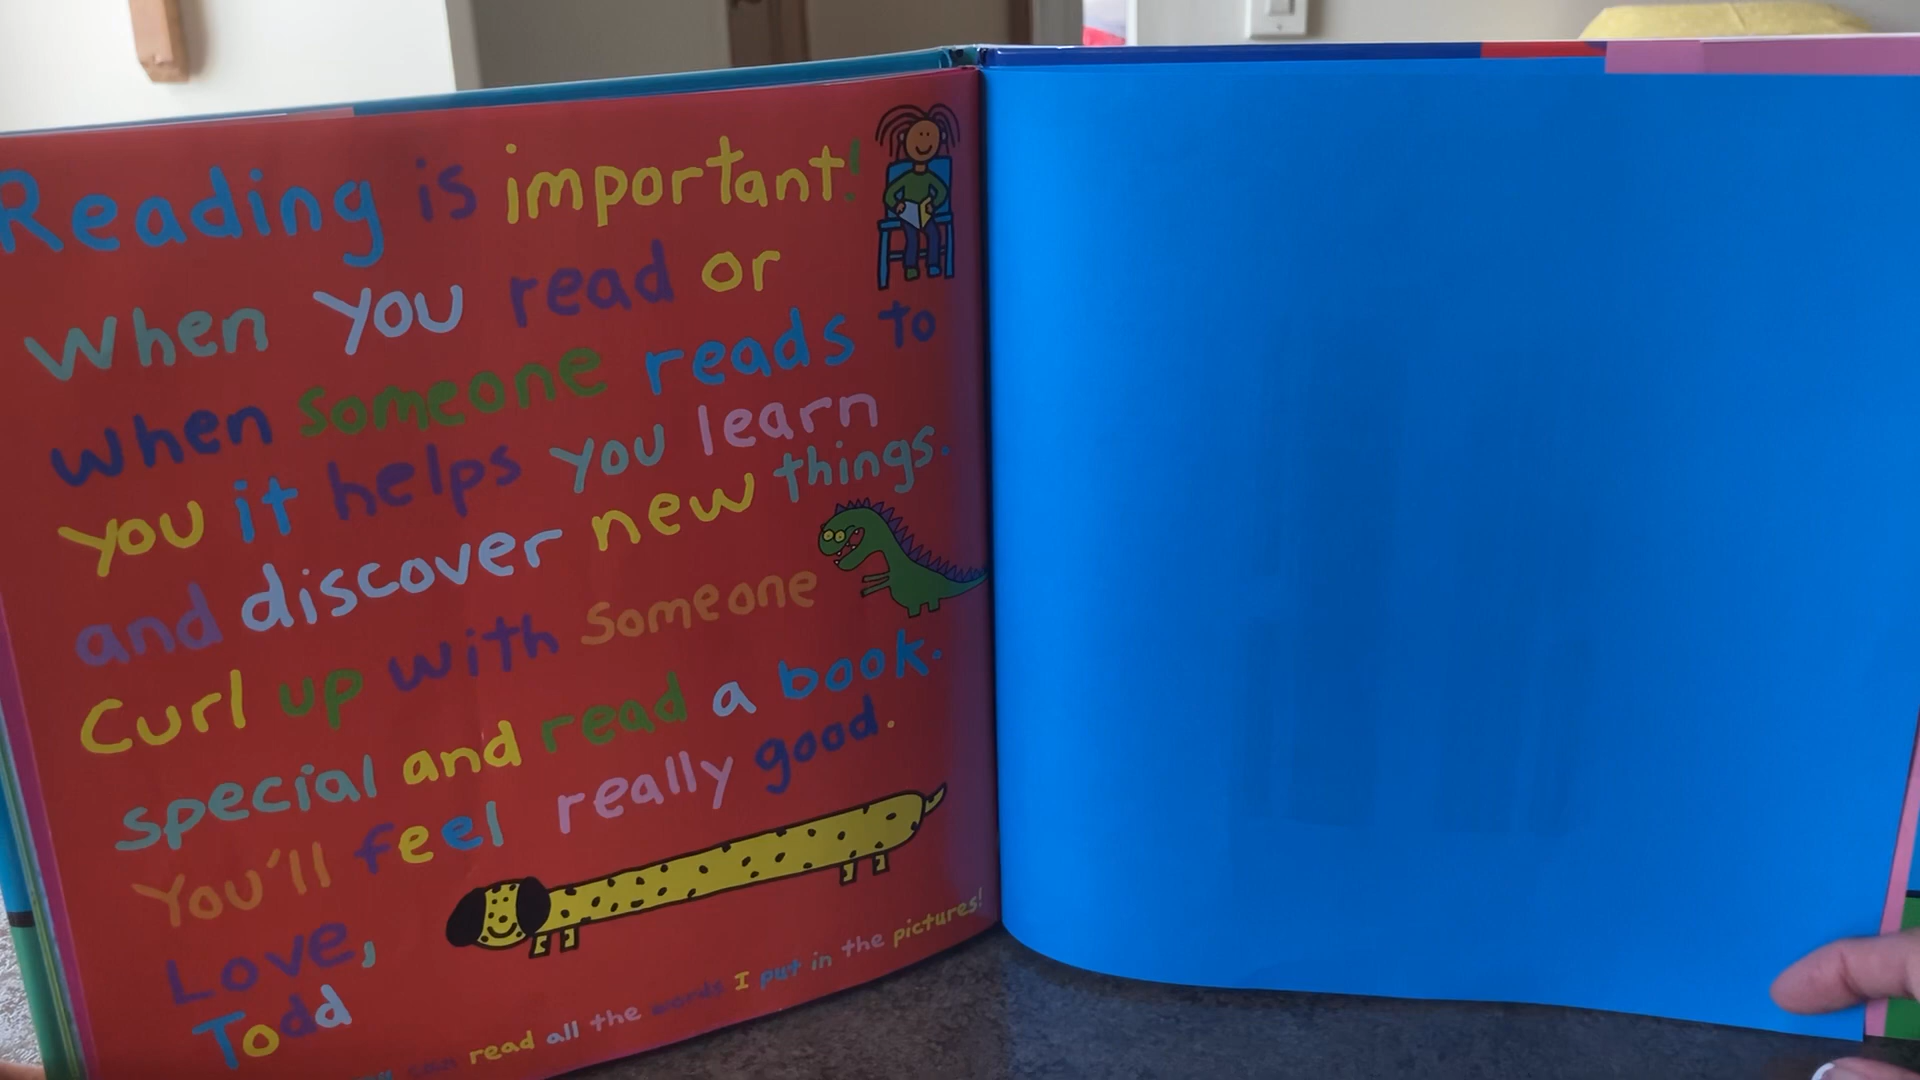 Reading is important!
When you read or
when someone reads to
you it helps you learn
and discover new things.
Curl up with someone
special and read a book.
You'll feel really good.
Love,
Todd
can read all the words I put in the pictures!